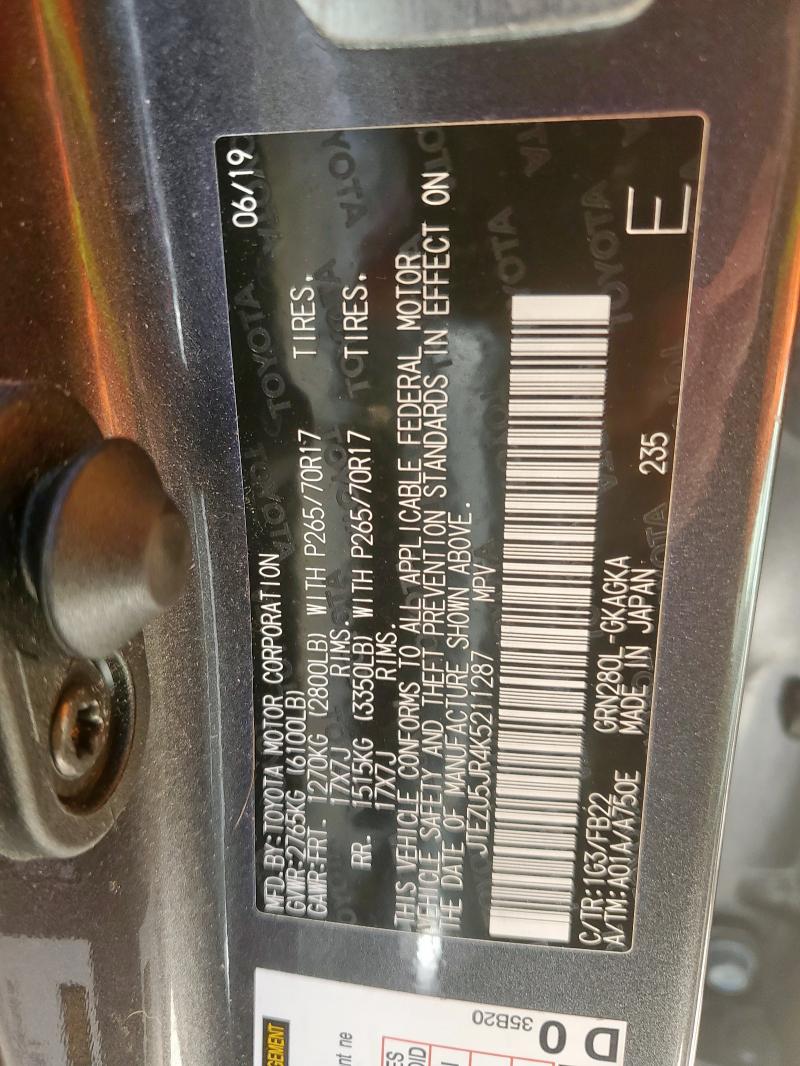 MFD.BY:TOYOTA MOTOR CORPORATION 06/19
GVWR:2765KG (6100LB)
GAWR:FRT. 1270KG (2800LB) WITH P265/70R17 TIRES,
17X7J RIMS.
RR. 1515KG (3350LB) WITH P265/70R17 TIRES,
17X7J RIMS.
THIS VEHICLE CONFORMS TO ALL APPLICABLE FEDERAL MOTOR
VEHICLE SAFETY AND THEFT PREVENTION STANDARDS IN EFFECT ON
THE DATE OF MANUFACTURE SHOWN ABOVE.
JTEZU5JR4K5211287 MPV
C/TR:1G3/FB22 GRN280L-GKAGKA
A/TM:A01A/A750E MADE IN JAPAN 235
E
35B20
D 0